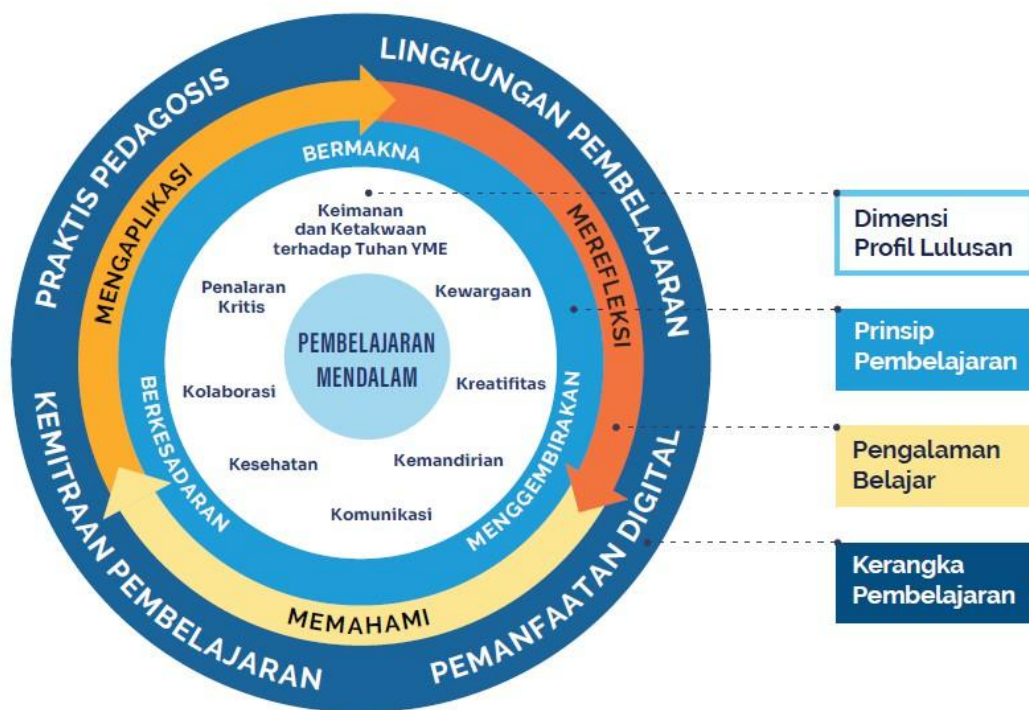 PRAKTIS PEDAGOGIS
LINGKUNGAN PEMBELAJARAN
MENGAPLIKASI
MEREFLEKSI
BERMAKNA
Keimanan
dan Ketakwaan
terhadap Tuhan YME
Penalaran
Kritis
Kewargaan
PEMBELAJARAN
MENDALAM
Kolaborasi
Kreatifitas
Kesehatan
Kemandirian
Komunikasi
BERKESADARAN
MENGGEMBIRAKAN
MEMAHAMI
KEMITRAAN PEMBELAJARAN
PEMANFAATAN DIGITAL
Dimensi
Profil Lulusan
Prinsip
Pembelajaran
Pengalaman
Belajar
Kerangka
Pembelajaran